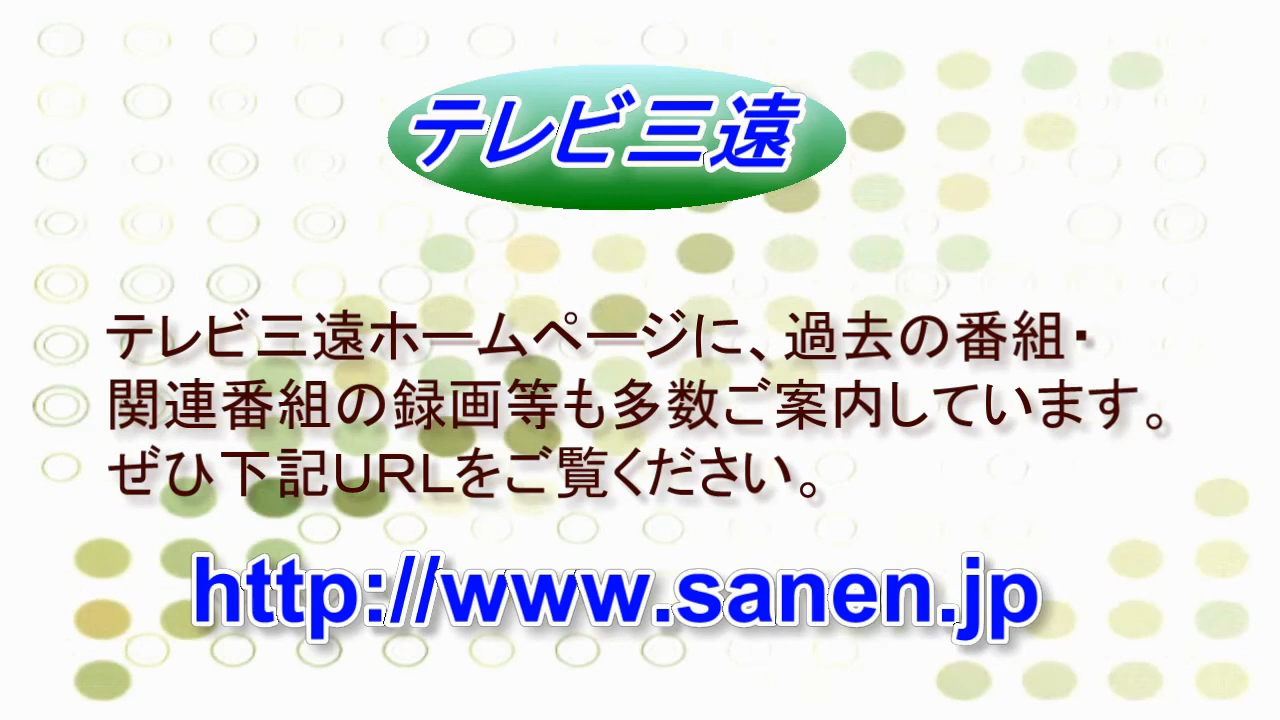 テレビ三遠
テレビ三遠ホームページに、過去の番組・
関連番組の録画等も多数ご案内しています。
ぜひ下記URLをご覧ください。
http://www.sanen.jp